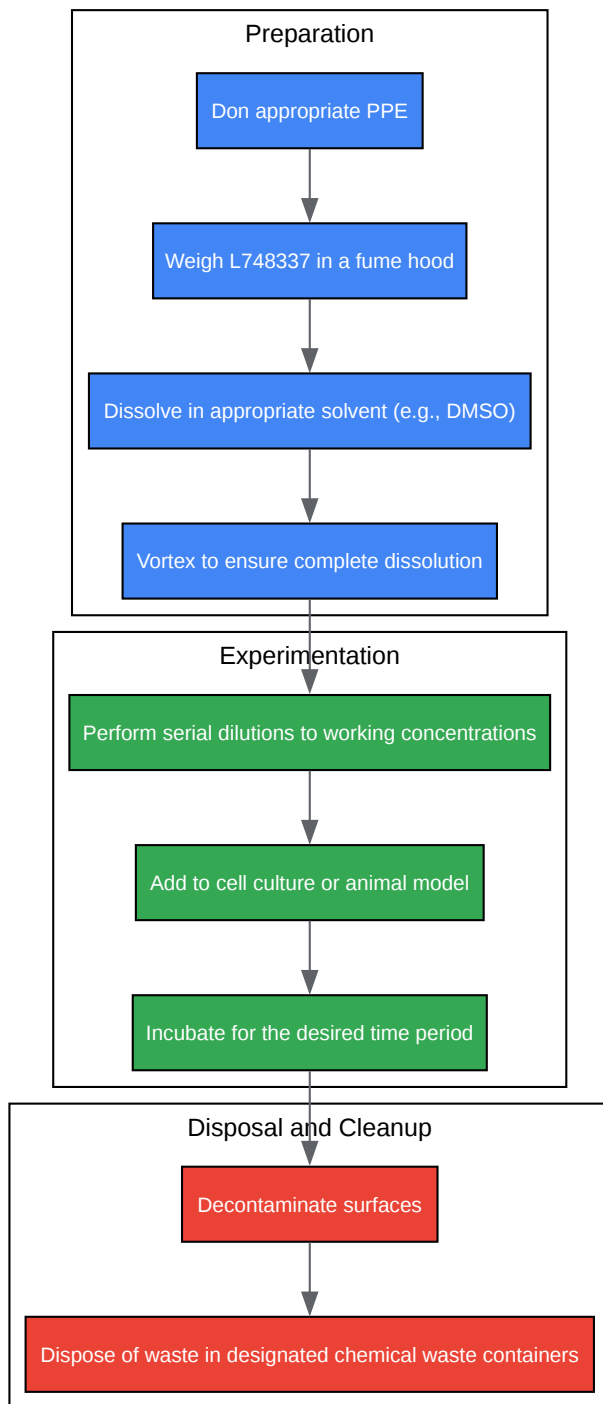 Preparation
Don appropriate PPE
Weigh L748337 in a fume hood
Dissolve in appropriate solvent (e.g., DMSO)
Vortex to ensure complete dissolution
Experimentation
Perform serial dilutions to working concentrations
Add to cell culture or animal model
Incubate for the desired time period
Disposal and Cleanup
Decontaminate surfaces
Dispose of waste in designated chemical waste containers